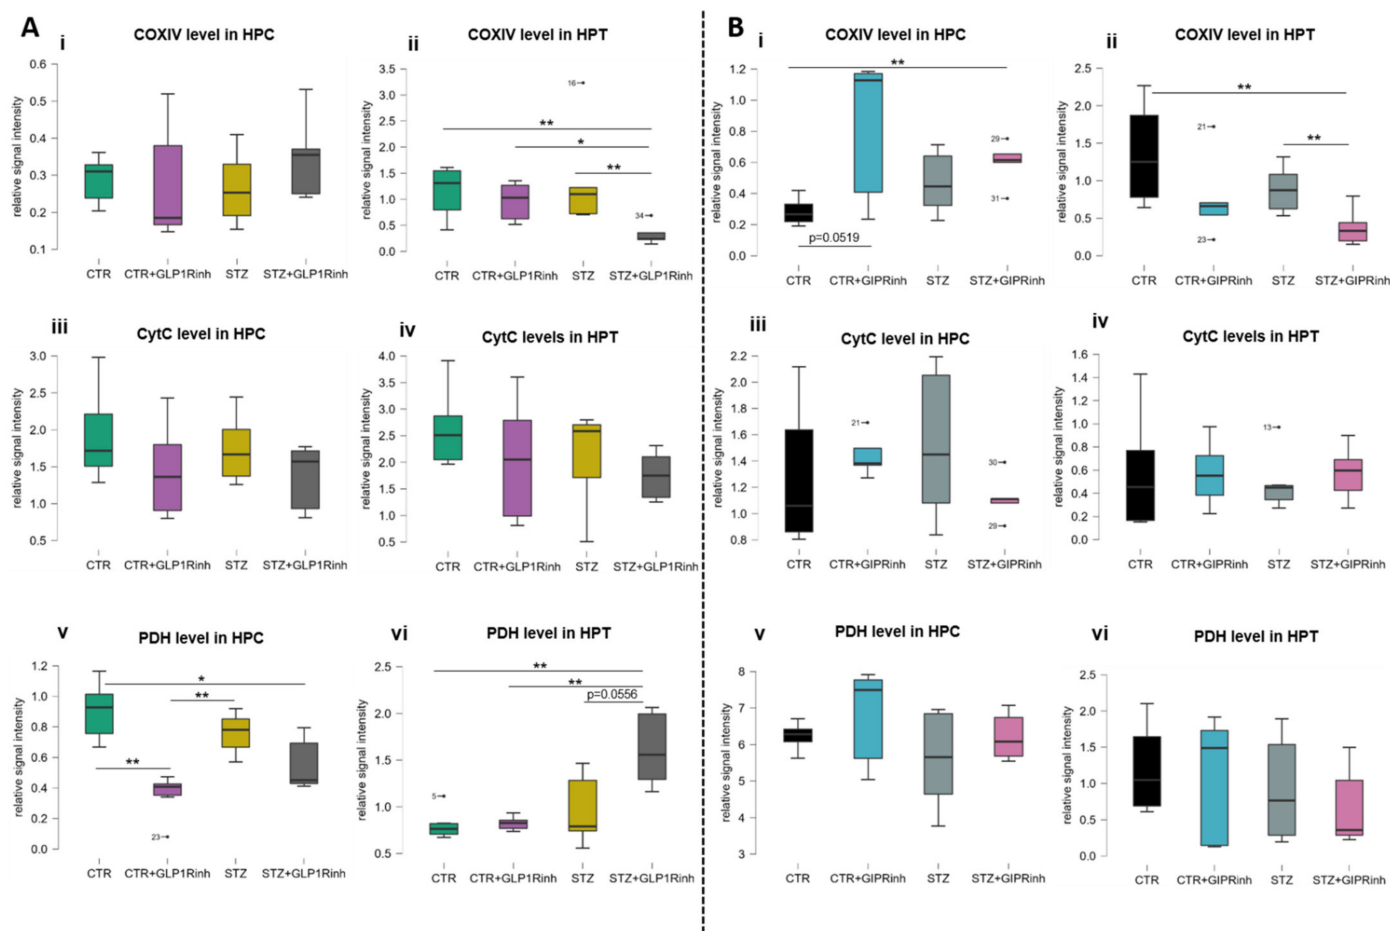 A
i
COXIV level in HPC
relative signal intensity
0.6
0.5
0.4
0.3
0.2
0.1
CTR CTR+GLP1Rinh STZ STZ+GLP1Rinh
ii
COXIV level in HPT
relative signal intensity
3.5
3.0
2.5
2.0
1.5
1.0
0.5
0.0
16
**
*
**
34
CTR CTR+GLP1Rinh STZ STZ+GLP1Rinh
iii
CytC level in HPC
relative signal intensity
3.0
2.5
2.0
1.5
1.0
0.5
CTR CTR+GLP1Rinh STZ STZ+GLP1Rinh
iv
CytC levels in HPT
relative signal intensity
4.0
3.5
3.0
2.5
2.0
1.5
1.0
0.5
CTR CTR+GLP1Rinh STZ STZ+GLP1Rinh
v
PDH level in HPC
relative signal intensity
1.2
1.0
0.8
0.6
0.4
0.2
0.0
*
**
**
23
CTR CTR+GLP1Rinh STZ STZ+GLP1Rinh
vi
PDH level in HPT
relative signal intensity
2.5
2.0
1.5
1.0
0.5
**
**
p=0.0556
5
CTR CTR+GLP1Rinh STZ STZ+GLP1Rinh
B
i
COXIV level in HPC
relative signal intensity
1.2
1.0
0.8
0.6
0.4
0.2
0.0
**
29
31
p=0.0519
CTR CTR+GIPRinh STZ STZ+GIPRinh
ii
COXIV level in HPT
relative signal intensity
2.5
2.0
1.5
1.0
0.5
0.0
**
21
**
23
CTR CTR+GIPRinh STZ STZ+GIPRinh
iii
CytC level in HPC
relative signal intensity
2.2
2.0
1.8
1.6
1.4
1.2
1.0
0.8
21
30
29
CTR CTR+GIPRinh STZ STZ+GIPRinh
iv
CytC levels in HPT
relative signal intensity
1.6
1.4
1.2
1.0
0.8
0.6
0.4
0.2
0.0
13
CTR CTR+GIPRinh STZ STZ+GIPRinh
v
PDH level in HPC
relative signal intensity
8
7
6
5
4
3
CTR CTR+GIPRinh STZ STZ+GIPRinh
vi
PDH level in HPT
relative signal intensity
2.5
2.0
1.5
1.0
0.5
0.0
CTR CTR+GIPRinh STZ STZ+GIPRinh